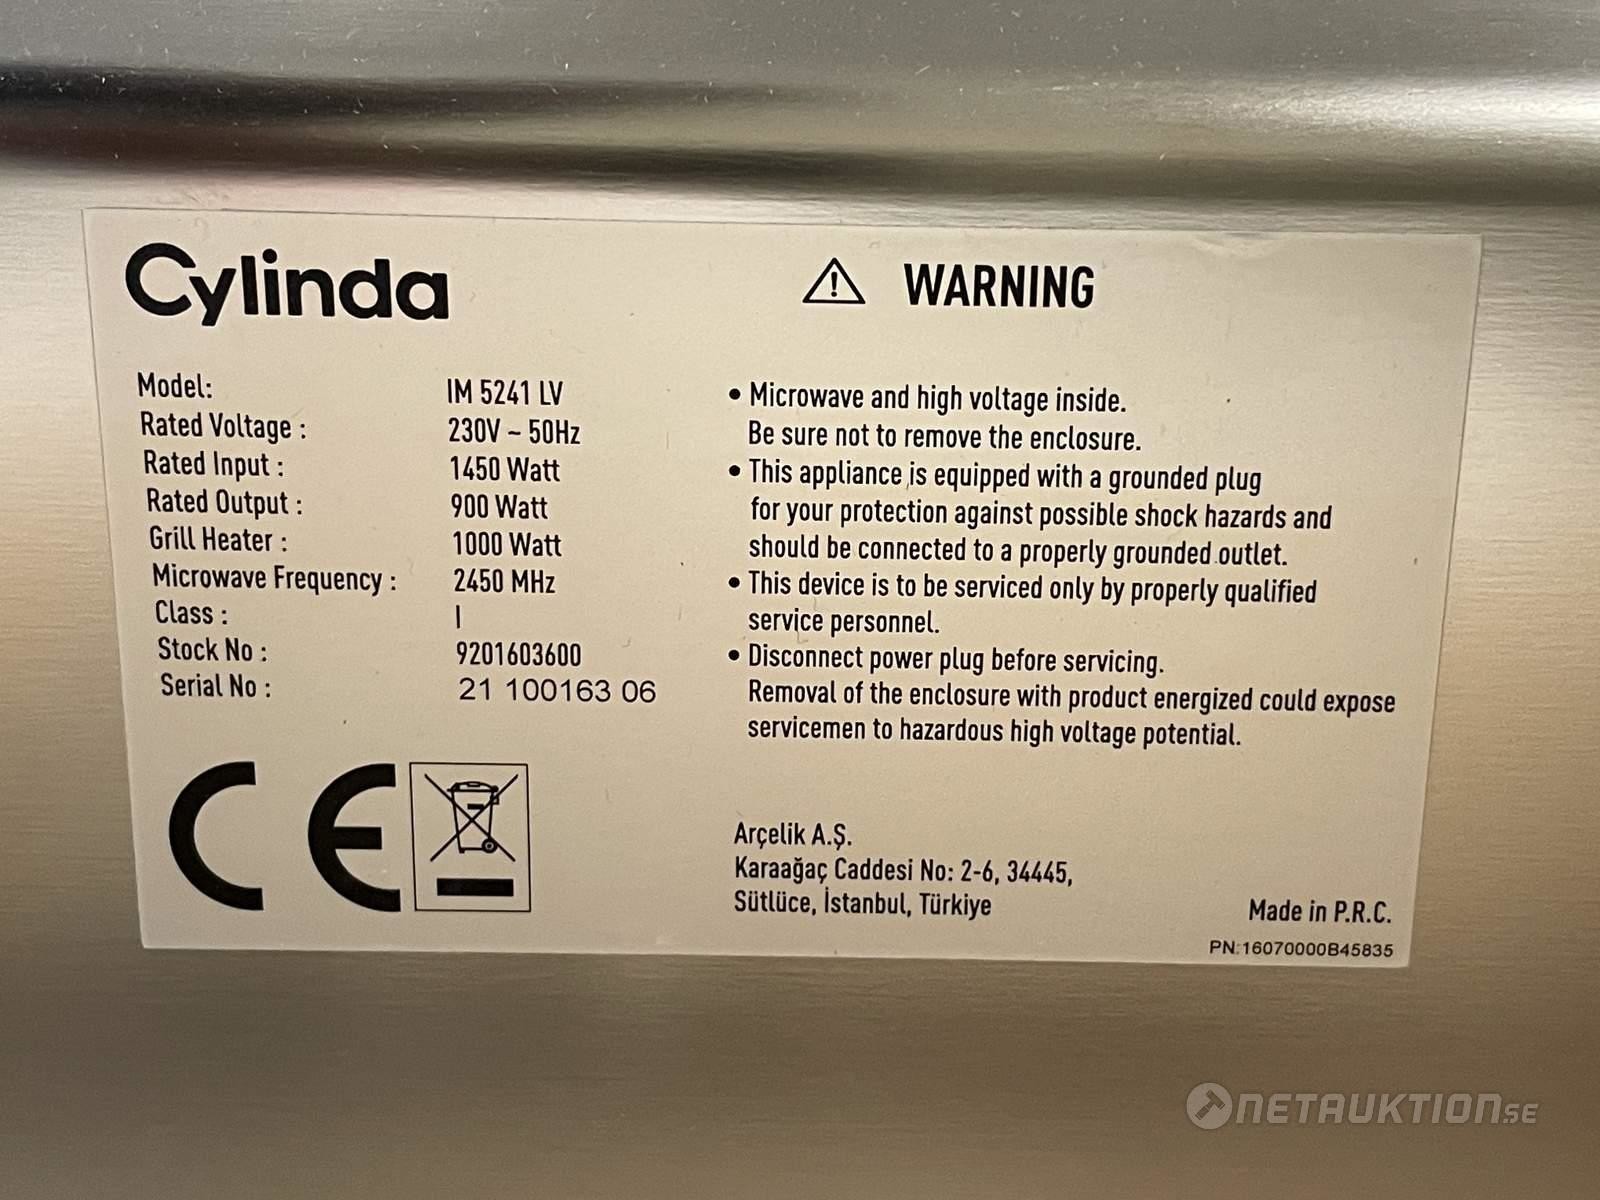 Cylinda
Model: IM 5241 LV
Rated Voltage : 230V ~ 50Hz
Rated Input : 1450 Watt
Rated Output : 900 Watt
Grill Heater : 1000 Watt
Microwave Frequency : 2450 MHz
Class : I
Stock No : 9201603600
Serial No : 21 100163 06
CE
WARNING
• Microwave and high voltage inside.
Be sure not to remove the enclosure.
• This appliance is equipped with a grounded plug
for your protection against possible shock hazards and
should be connected to a properly grounded outlet.
• This device is to be serviced only by properly qualified
service personnel.
• Disconnect power plug before servicing.
Removal of the enclosure with product energized could expose
servicemen to hazardous high voltage potential.
Arçelik A.Ş.
Karaağaç Caddesi No: 2-6, 34445,
Sütlüce, İstanbul, Türkiye
Made in P.R.C.
PN:16070000B45835
NETAUKTION.SE